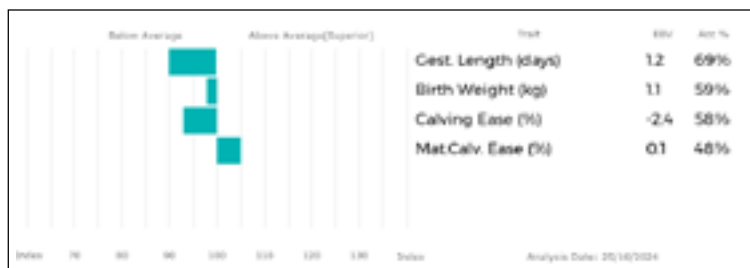 Below Average Above Average(Superior) Trait EBV Acc %
Gest. Length (days) 1.2 69%
Birth Weight (kg) 1.1 59%
Calving Ease (%) -2.4 58%
Mat.Calv. Ease (%) 0.1 48%
Index 70 80 90 100 110 120 130 Index Analysis Date: